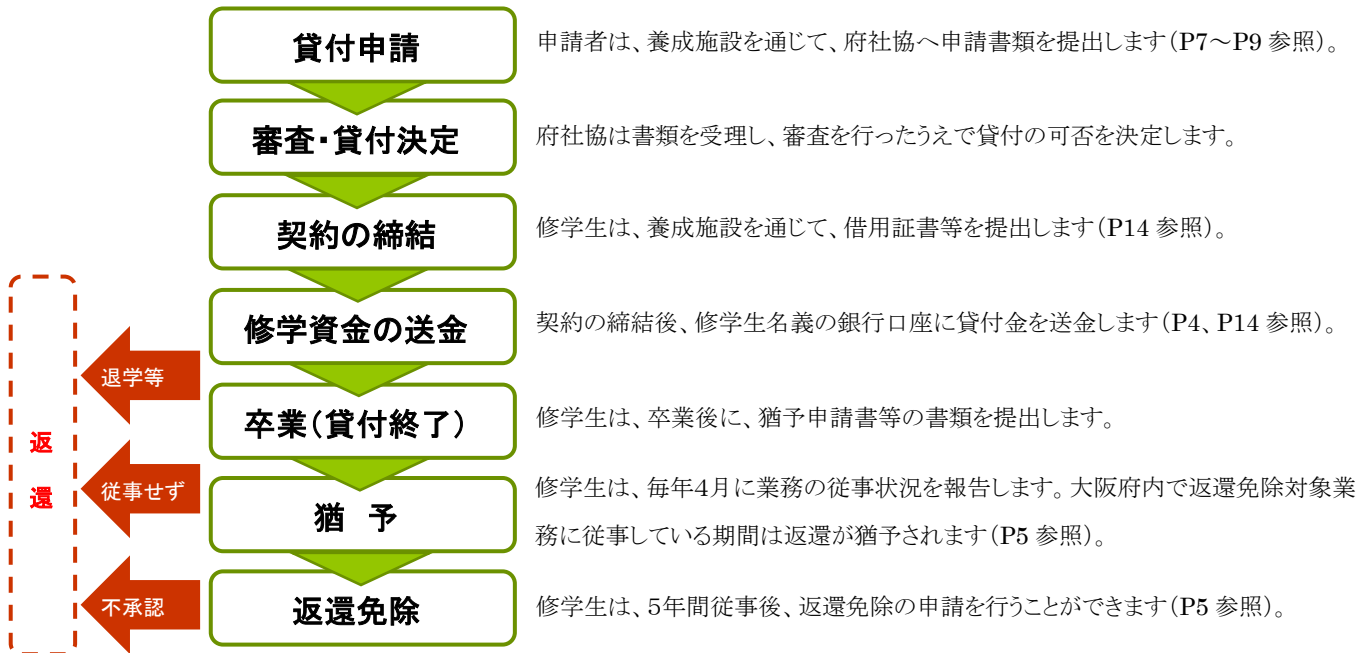 貸付申請
申請者は、養成施設を通じて、府社協へ申請書類を提出します（P7～P9 参照）。
審査・貸付決定
府社協は書類を受理し、審査を行ったうえで貸付の可否を決定します。
契約の締結
修学生は、養成施設を通じて、借用証書等を提出します（P14 参照）。
修学資金の送金
契約の締結後、修学生名義の銀行口座に貸付金を送金します（P4、P14 参照）。
退学等
卒業（貸付終了）
修学生は、卒業後に、猶予申請書等の書類を提出します。
返
還
従事せず
猶 予
修学生は、毎年4月に業務の従事状況を報告します。大阪府内で返還免除対象業
務に従事している期間は返還が猶予されます（P5 参照）。
不承認
返還免除
修学生は、5年間従事後、返還免除の申請を行うことができます（P5 参照）。